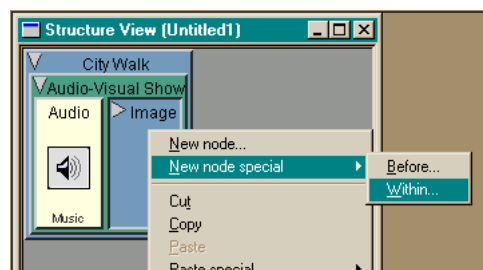 Structure View (Untitled1)
City Walk
Audio-Visual Show
Audio
Image
Music
New node...
New node special
Cut
Copy
Paste
Paste special
Before...
Within...